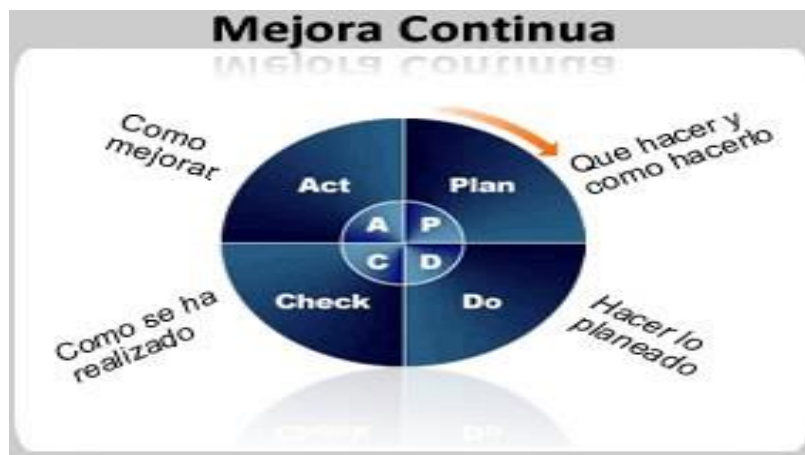 Mejora Continua
Como
mejorar
Que hacer y
como hacerlo
Act
Plan
A
P
C
D
Check
Do
Como se ha
realizado
Hacer lo
planeado